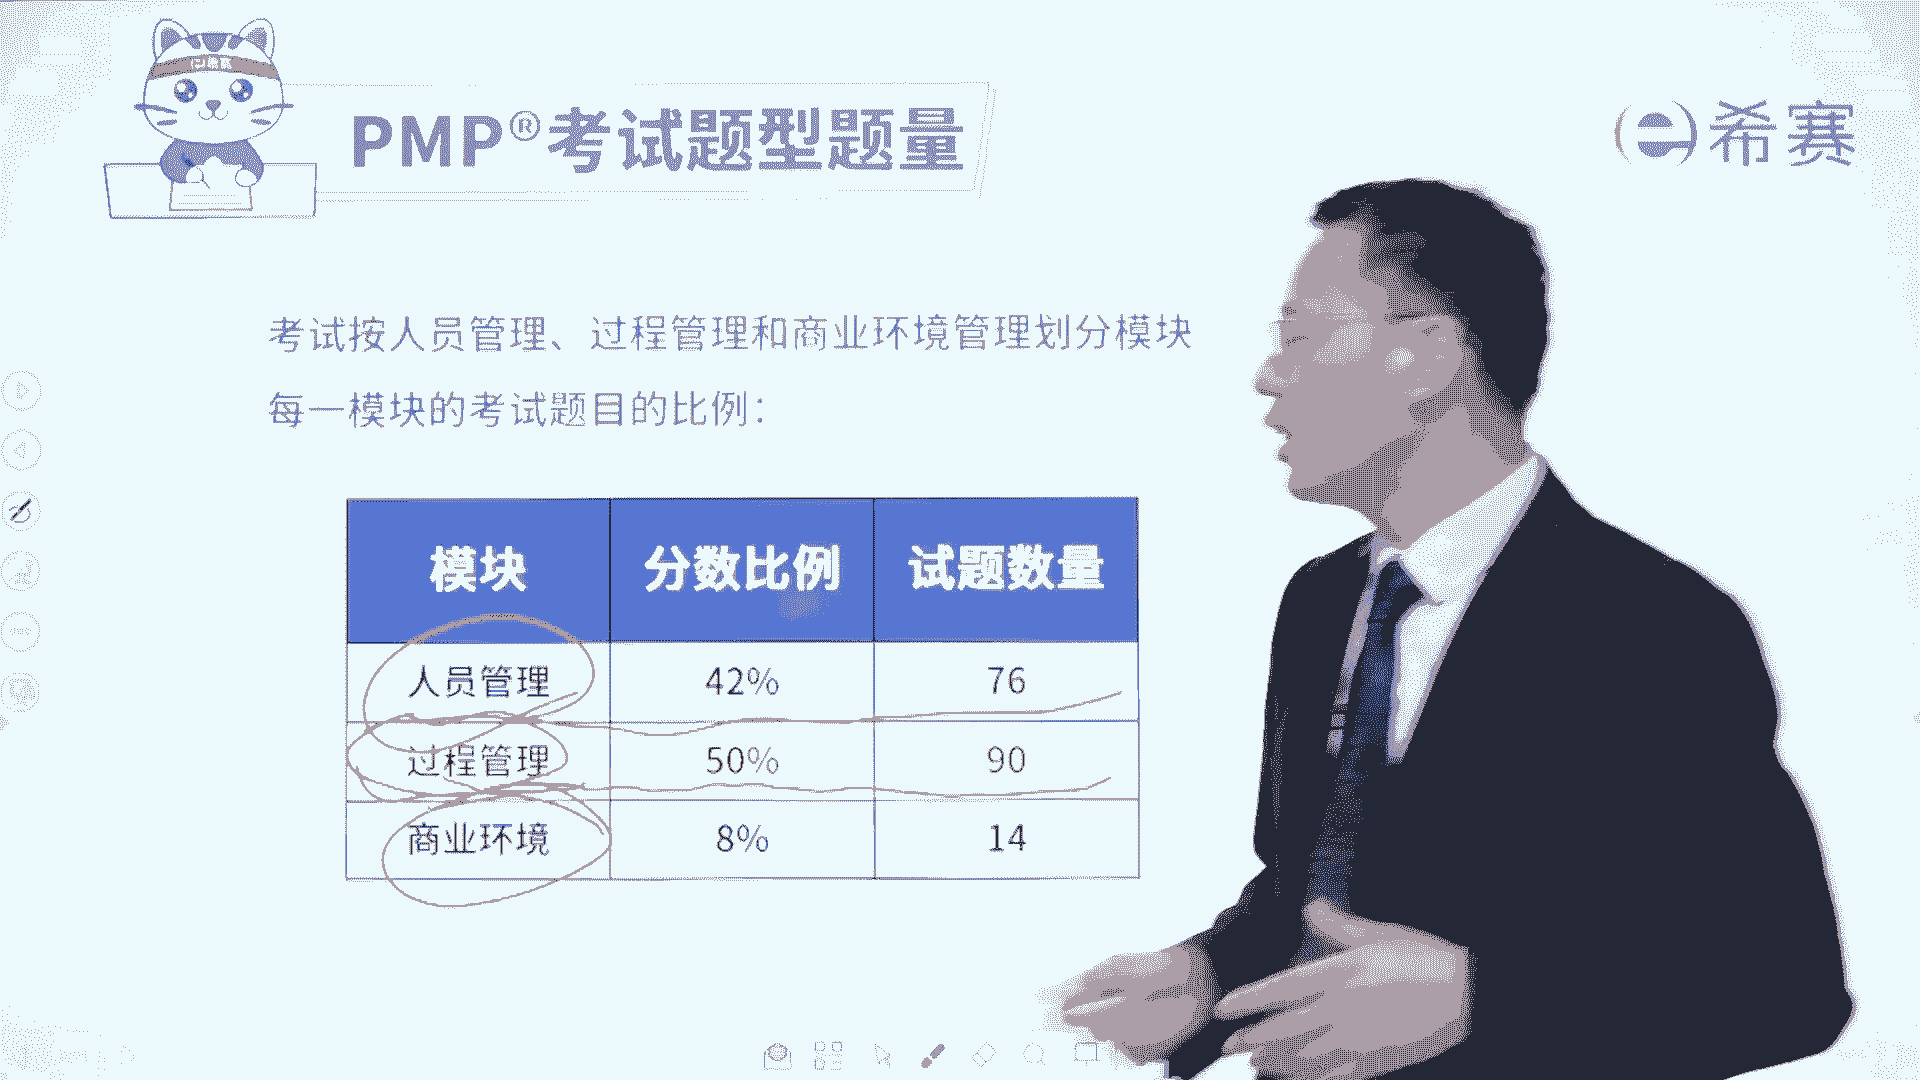 PMP®考试题型题量
希赛
考试按人员管理、过程管理和商业环境管理划分模块
每一模块的考试题目的比例：
模块 分数比例 试题数量
人员管理 42% 76
过程管理 50% 90
商业环境 8% 14